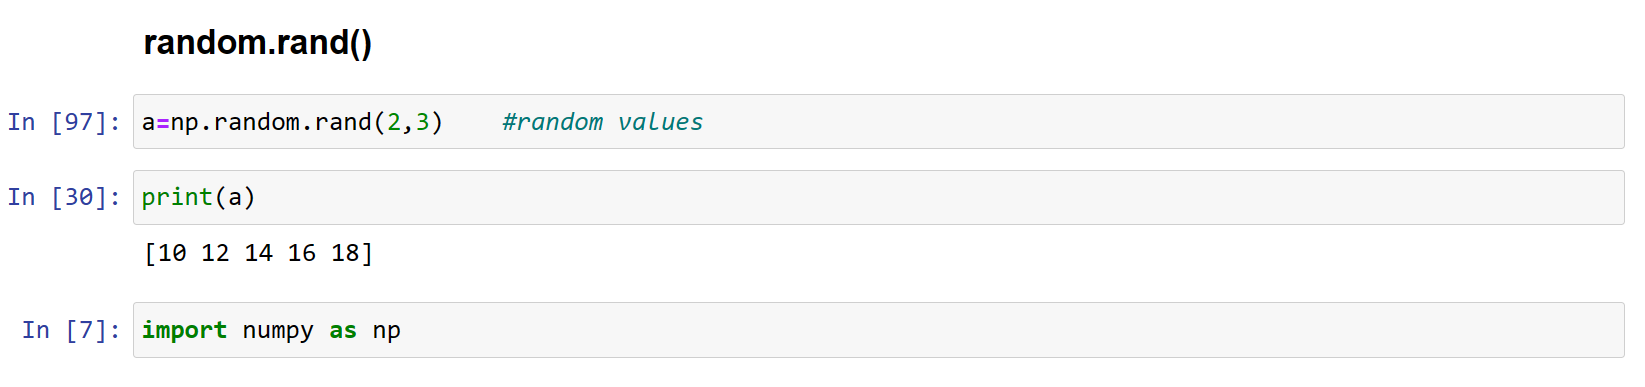 random.rand()
In [97]: a=np.random.rand(2,3)    #random values
In [30]: print(a)
[10 12 14 16 18]
In [7]: import numpy as np